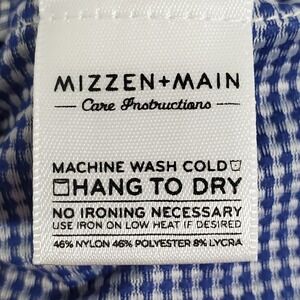 MIZZEN+MAIN
Care Instructions
MACHINE WASH COLD
HANG TO DRY
NO IRONING NECESSARY
USE IRON ON LOW HEAT IF DESIRED
46% NYLON 46% POLYESTER 8% LYCRA